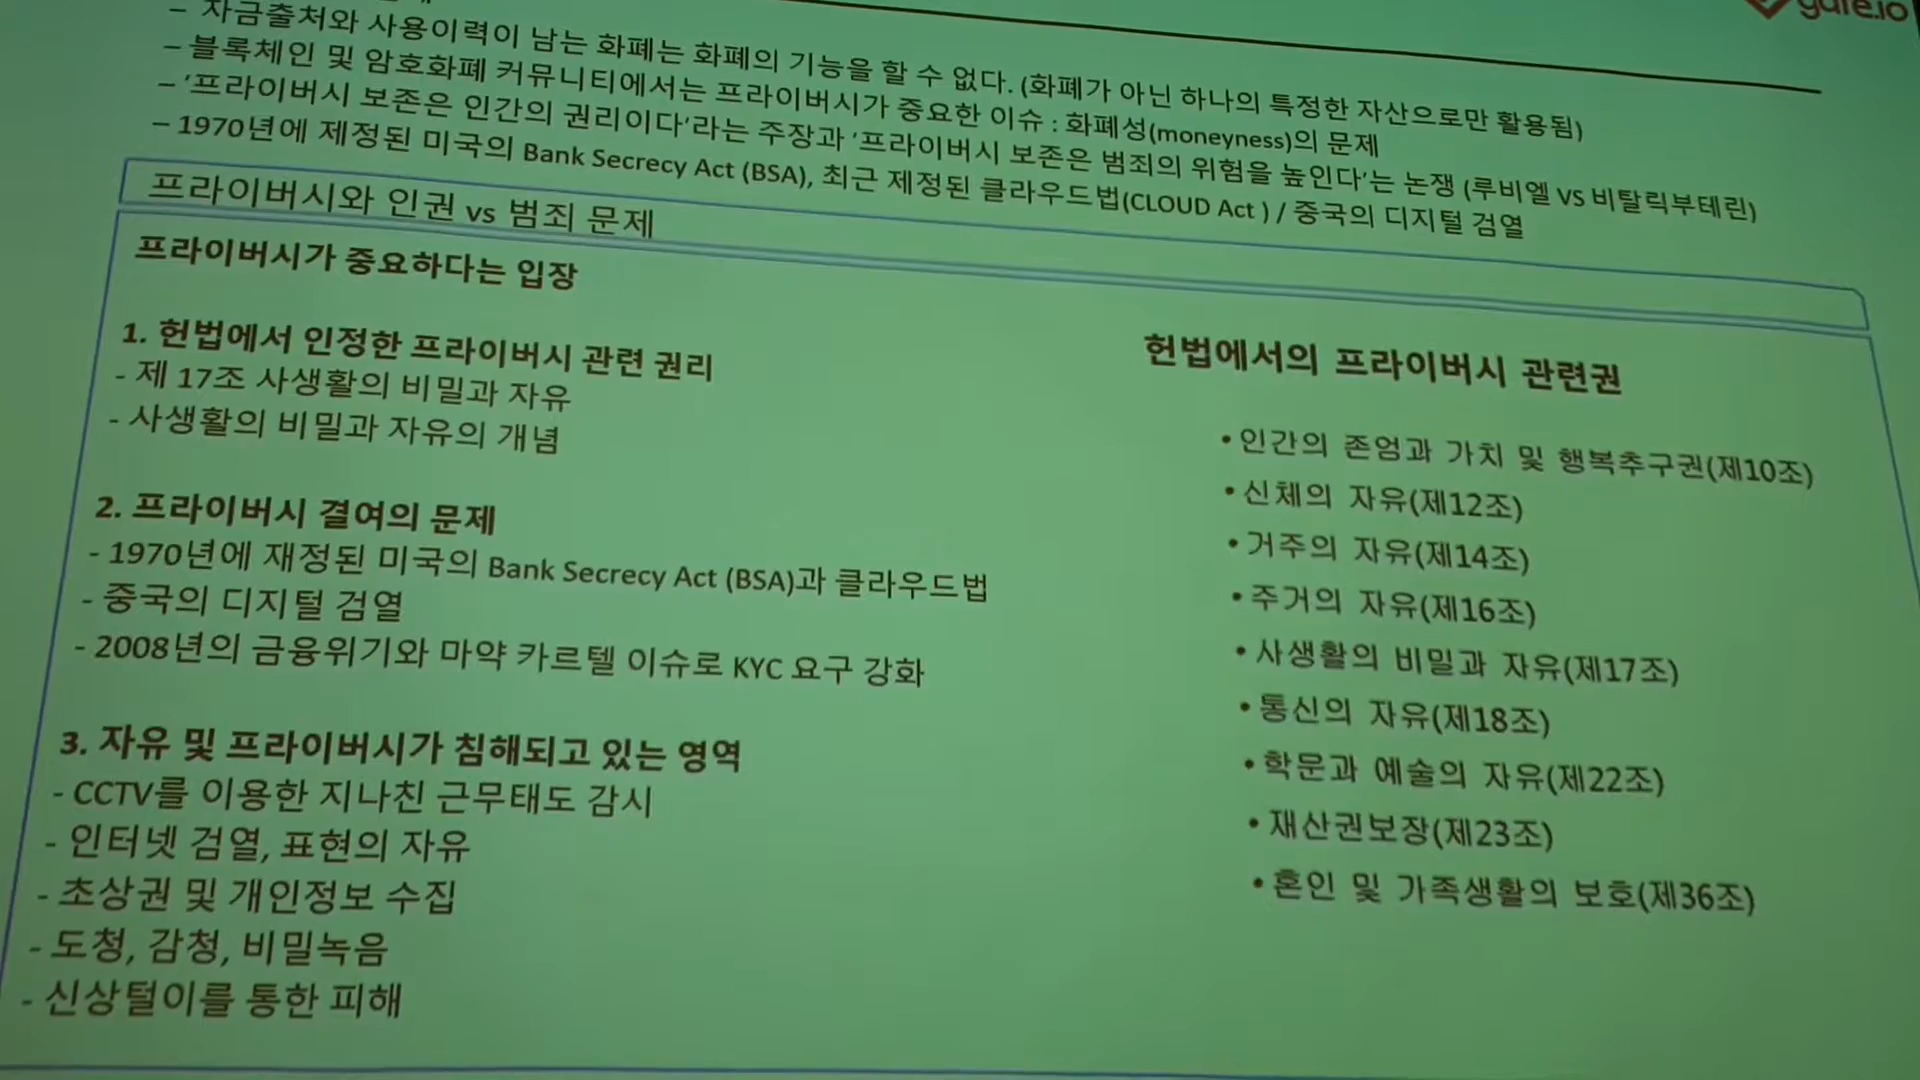 gate.io
– 자금출처와 사용이력이 남는 화폐는 화폐의 기능을 할 수 없다. (화폐가 아닌 하나의 특정한 자산으로만 활용됨)
– 블록체인 및 암호화폐 커뮤니티에서는 프라이버시가 중요한 이슈 : 화폐성(moneyness)의 문제
– '프라이버시 보존은 인간의 권리이다'라는 주장과 '프라이버시 보존은 범죄의 위험을 높인다'는 논쟁 (루비엘 vs 비탈릭부테린)
– 1970년에 제정된 미국의 Bank Secrecy Act (BSA), 최근 제정된 클라우드법(CLOUD Act ) / 중국의 디지털 검열
프라이버시와 인권 vs 범죄 문제
프라이버시가 중요하다는 입장
1. 헌법에서 인정한 프라이버시 관련 권리
- 제 17조 사생활의 비밀과 자유
- 사생활의 비밀과 자유의 개념
2. 프라이버시 결여의 문제
- 1970년에 재정된 미국의 Bank Secrecy Act (BSA)과 클라우드법
- 중국의 디지털 검열
- 2008년의 금융위기와 마약 카르텔 이슈로 KYC 요구 강화
3. 자유 및 프라이버시가 침해되고 있는 영역
- CCTV를 이용한 지나친 근무태도 감시
- 인터넷 검열, 표현의 자유
- 초상권 및 개인정보 수집
- 도청, 감청, 비밀녹음
- 신상털이를 통한 피해
헌법에서의 프라이버시 관련권
• 인간의 존엄과 가치 및 행복추구권(제10조)
• 신체의 자유(제12조)
• 거주의 자유(제14조)
• 주거의 자유(제16조)
• 사생활의 비밀과 자유(제17조)
• 통신의 자유(제18조)
• 학문과 예술의 자유(제22조)
• 재산권보장(제23조)
• 혼인 및 가족생활의 보호(제36조)